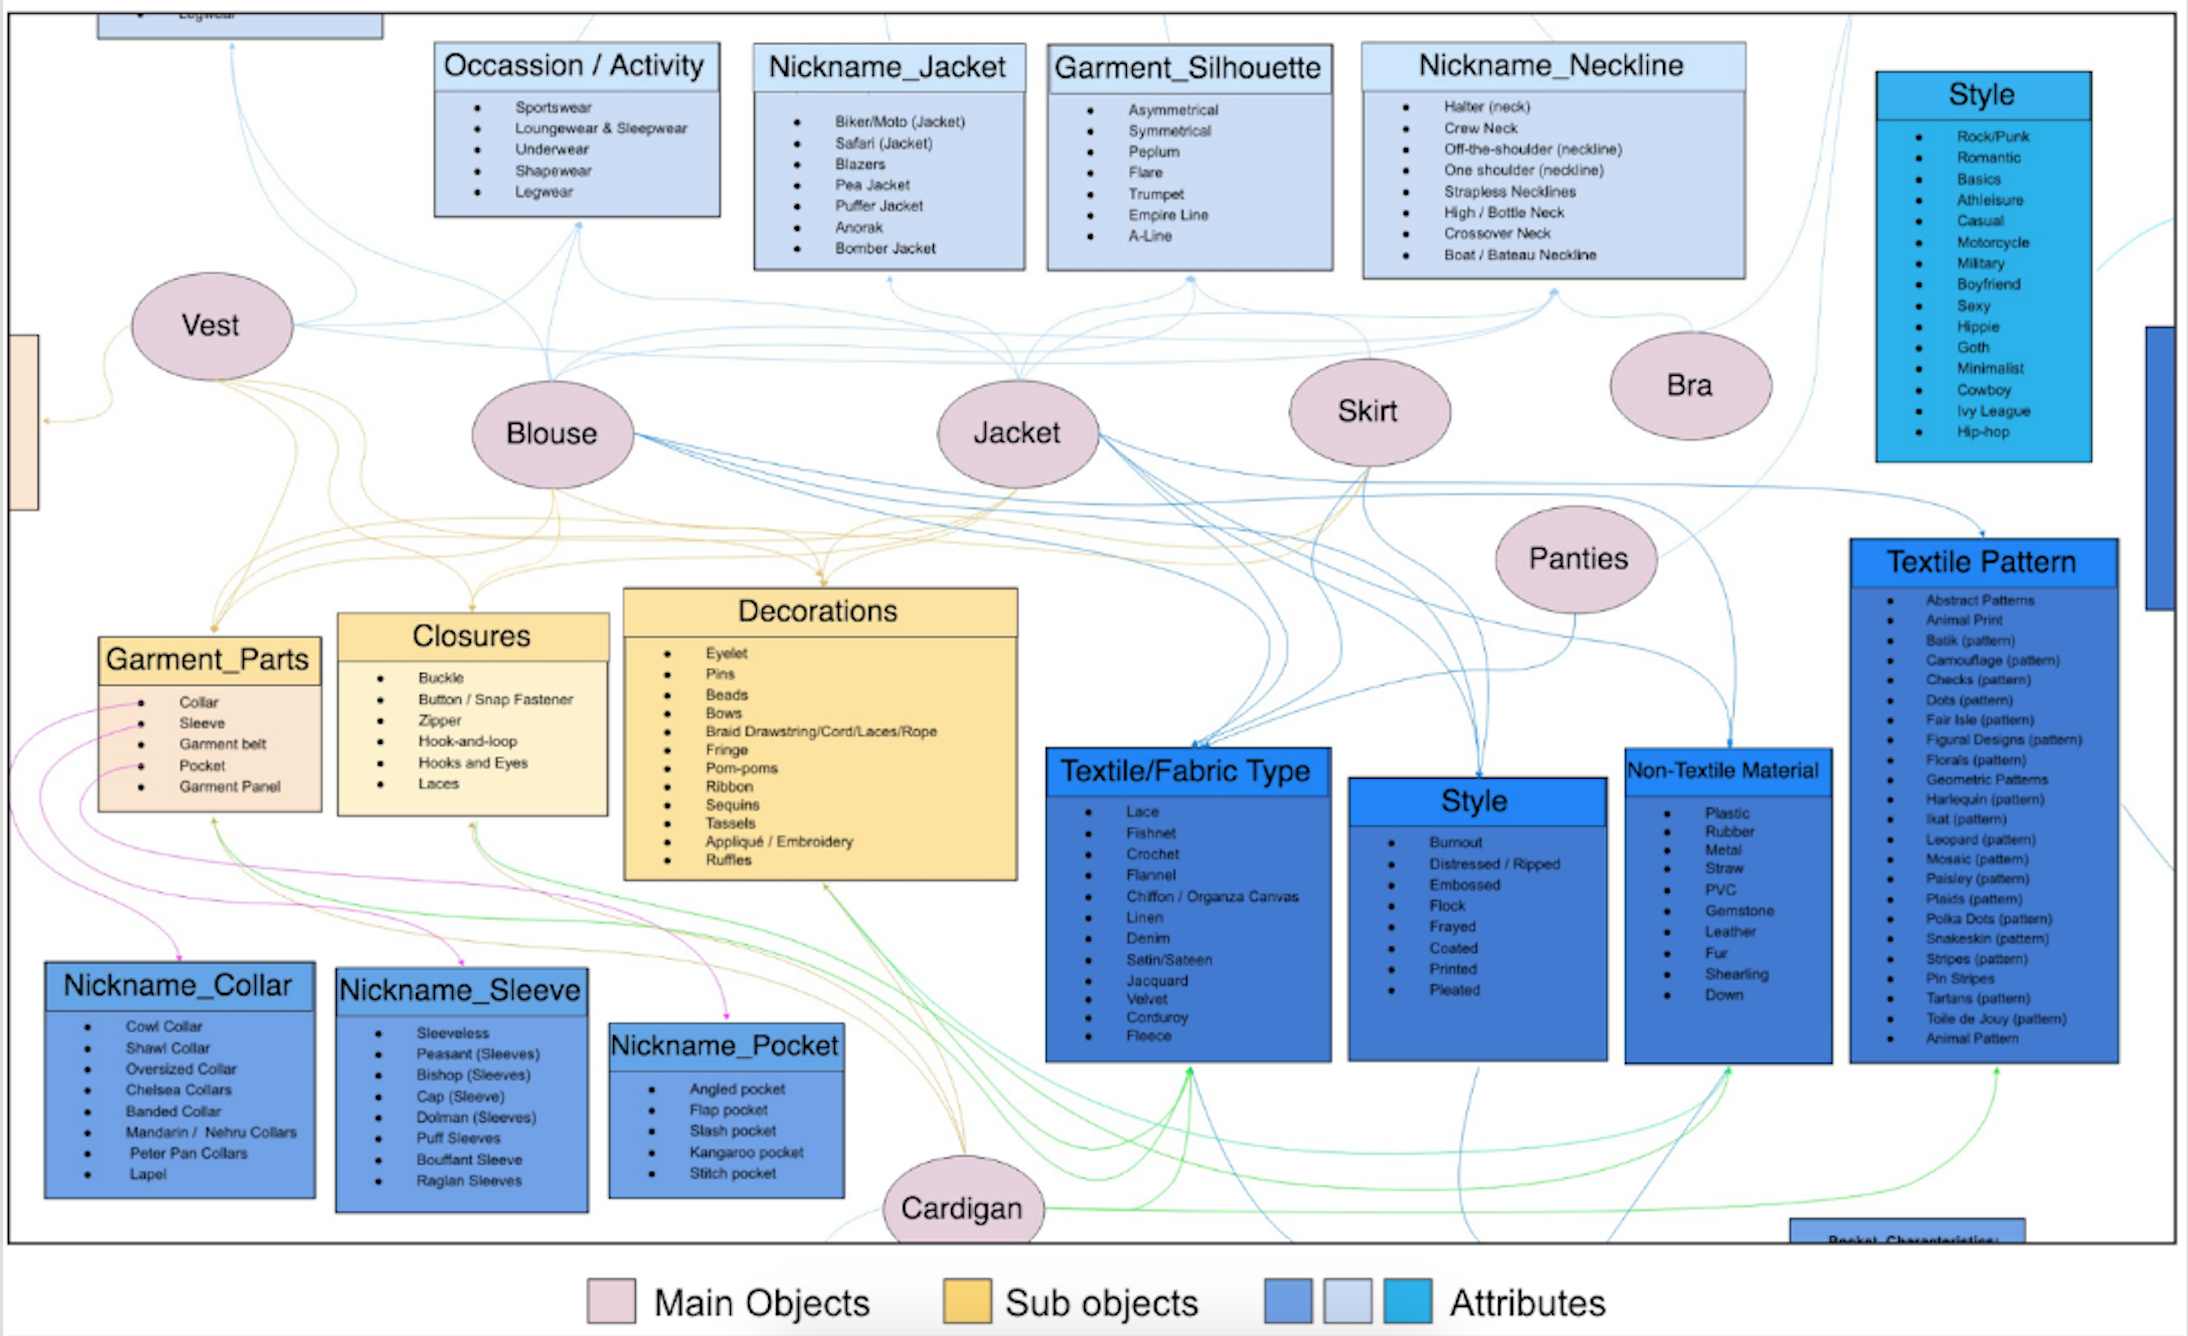 Legwear
Occassion / Activity
Sportswear
Loungewear & Sleepwear
Underwear
Shapewear
Legwear
Nickname_Jacket
Biker/Moto (Jacket)
Safari (Jacket)
Blazers
Pea Jacket
Puffer Jacket
Anorak
Bomber Jacket
Garment_Silhouette
Asymmetrical
Symmetrical
Peplum
Flare
Trumpet
Empire Line
A-Line
Nickname_Neckline
Halter (neck)
Crew Neck
Off-the-shoulder (neckline)
One shoulder (neckline)
Strapless Necklines
High / Bottle Neck
Crossover Neck
Boat / Bateau Neckline
Style
Rock/Punk
Romantic
Basics
Athleisure
Casual
Motorcycle
Military
Boyfriend
Sexy
Hippie
Goth
Minimalist
Cowboy
Ivy League
Hip-hop
Vest
Blouse
Jacket
Skirt
Bra
Panties
Garment_Parts
Collar
Sleeve
Garment belt
Pocket
Garment Panel
Closures
Buckle
Button / Snap Fastener
Zipper
Hook-and-loop
Hooks and Eyes
Laces
Decorations
Eyelet
Pins
Beads
Bows
Braid Drawstring/Cord/Laces/Rope
Fringe
Pom-poms
Ribbon
Sequins
Tassels
Appliqué / Embroidery
Ruffles
Textile/Fabric Type
Lace
Fishnet
Crochet
Flannel
Chiffon / Organza Canvas
Linen
Denim
Satin/Sateen
Jacquard
Velvet
Corduroy
Fleece
Style
Burnout
Distressed / Ripped
Embossed
Flock
Frayed
Coated
Printed
Pleated
Non-Textile Material
Plastic
Rubber
Metal
Straw
PVC
Gemstone
Leather
Fur
Shearling
Down
Textile Pattern
Abstract Patterns
Animal Print
Batik (pattern)
Camouflage (pattern)
Checks (pattern)
Dots (pattern)
Fair Isle (pattern)
Figural Designs (pattern)
Florals (pattern)
Geometric Patterns
Harlequin (pattern)
Ikat (pattern)
Leopard (pattern)
Mosaic (pattern)
Paisley (pattern)
Plaids (pattern)
Polka Dots (pattern)
Snakeskin (pattern)
Stripes (pattern)
Pin Stripes
Tartans (pattern)
Toile de Jouy (pattern)
Animal Pattern
Nickname_Collar
Cowl Collar
Shawl Collar
Oversized Collar
Chelsea Collars
Banded Collar
Mandarin / Nehru Collars
Peter Pan Collars
Lapel
Nickname_Sleeve
Sleeveless
Peasant (Sleeves)
Bishop (Sleeves)
Cap (Sleeve)
Dolman (Sleeves)
Puff Sleeves
Bouffant Sleeve
Raglan Sleeves
Nickname_Pocket
Angled pocket
Flap pocket
Slash pocket
Kangaroo pocket
Stitch pocket
Cardigan
Pocket Characteristics:
Main Objects
Sub objects
Attributes